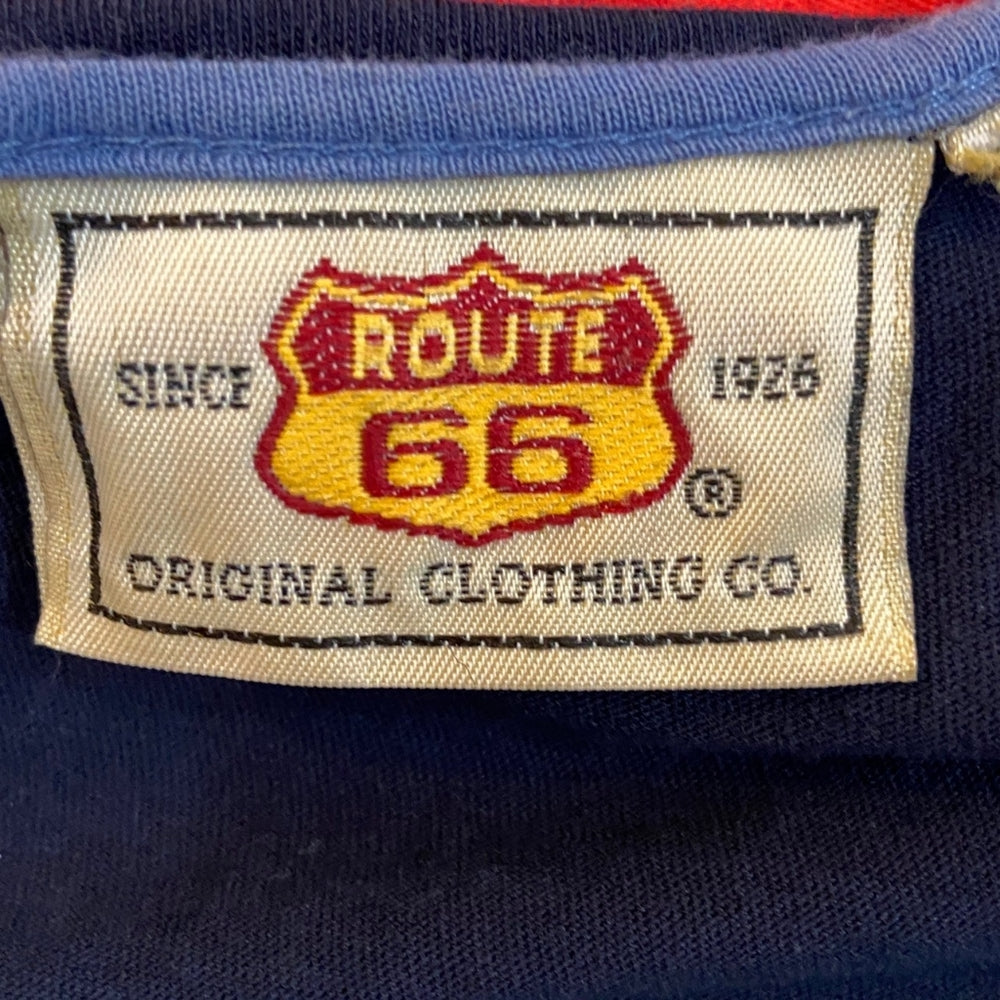 ROUTE
66
SINCE 1926
®
ORIGINAL CLOTHING CO.